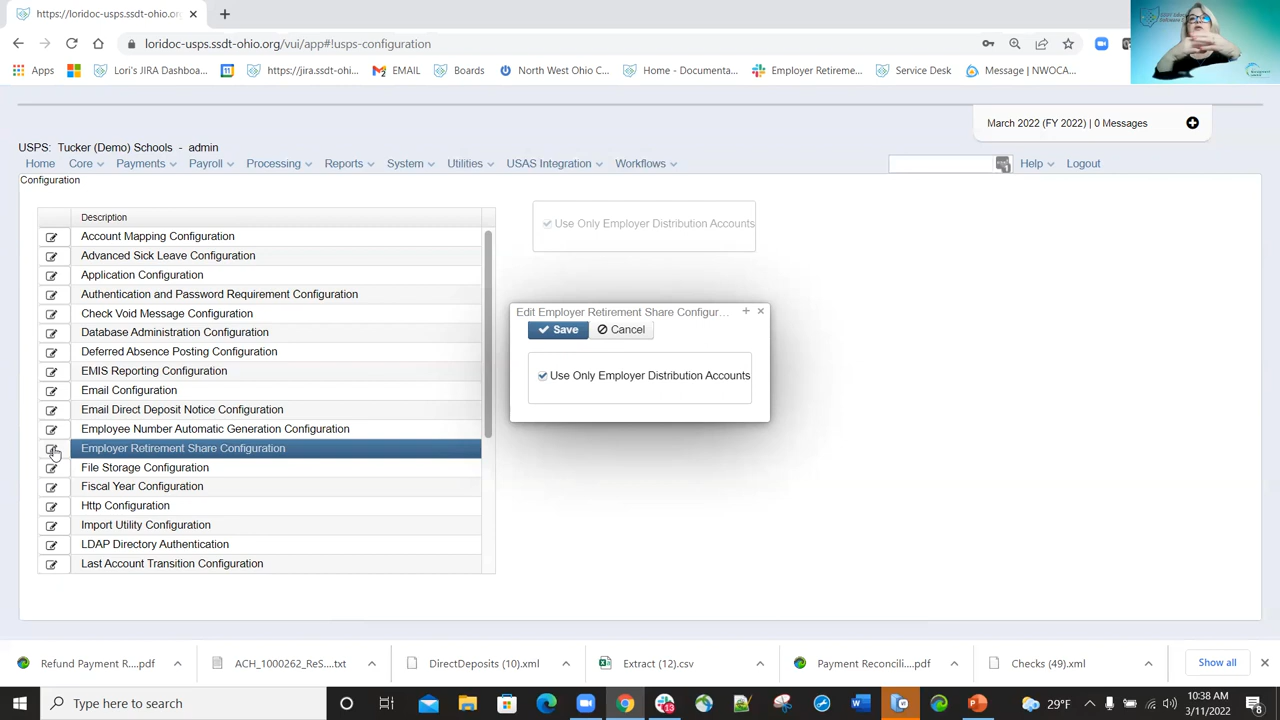 https://loridoc-usps.ssdt-ohio.org/
loridoc-usps.ssdt-ohio.org/vui/app#!usps-configuration
Apps Lori's JIRA Dashboa... https://jira.ssdt-ohi... EMAIL Boards North West Ohio C... Home - Documenta... Employer Retireme... Service Desk Message | NWOCA...
March 2022 (FY 2022) | 0 Messages
USPS: Tucker (Demo) Schools - admin
Home Core Payments Payroll Processing Reports System Utilities USAS Integration Workflows Help Logout
Configuration
Description
Account Mapping Configuration
Advanced Sick Leave Configuration
Application Configuration
Authentication and Password Requirement Configuration
Check Void Message Configuration
Database Administration Configuration
Deferred Absence Posting Configuration
EMIS Reporting Configuration
Email Configuration
Email Direct Deposit Notice Configuration
Employee Number Automatic Generation Configuration
Employer Retirement Share Configuration
File Storage Configuration
Fiscal Year Configuration
Http Configuration
Import Utility Configuration
LDAP Directory Authentication
Last Account Transition Configuration
Use Only Employer Distribution Accounts
Edit Employer Retirement Share Configur...
Save Cancel
Use Only Employer Distribution Accounts
Refund Payment R....pdf ACH_1000262_ReS....txt DirectDeposits (10).xml Extract (12).csv Payment Reconcili....pdf Checks (49).xml Show all
Type here to search
29°F
10:38 AM
3/11/2022
8